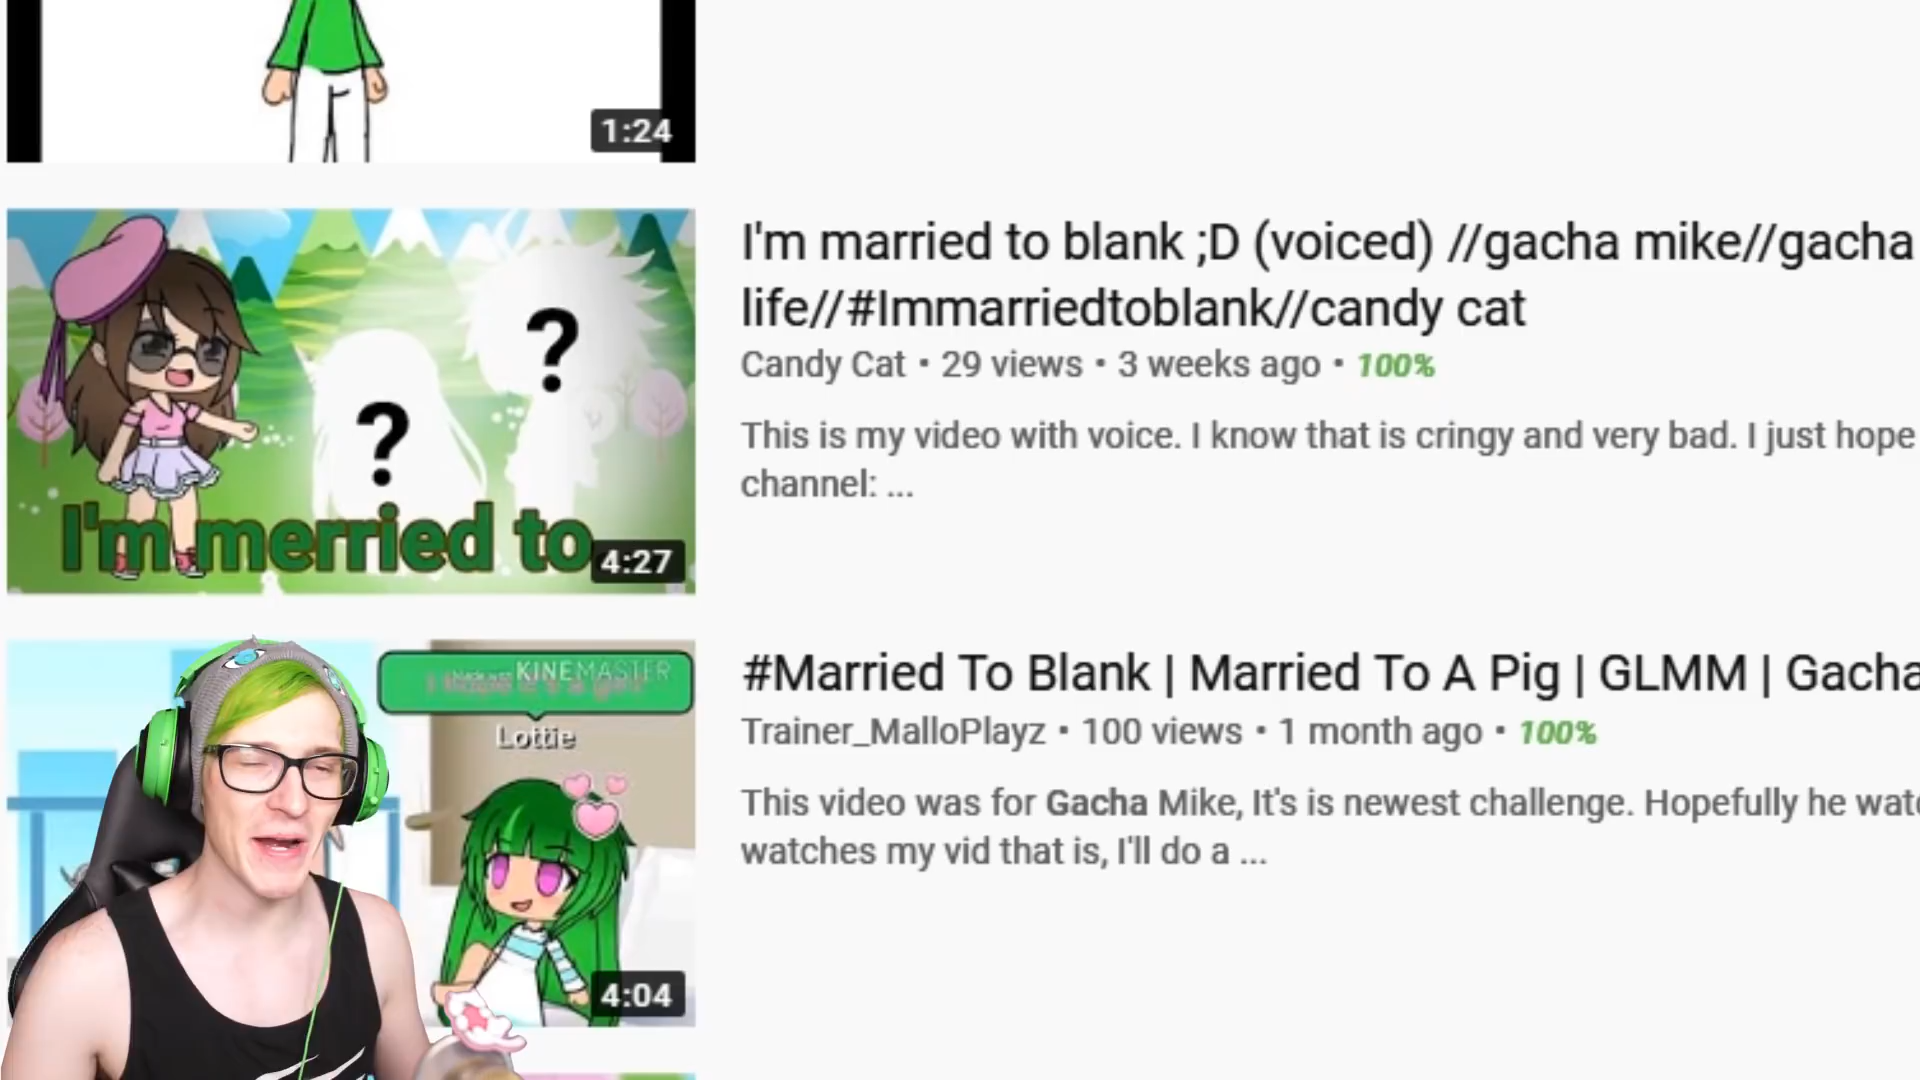 1:24
I'm married to blank ;D (voiced) //gacha mike//gacha
life//#Immarriedtoblank//candy cat
Candy Cat • 29 views • 3 weeks ago • 100%
This is my video with voice. I know that is cringy and very bad. I just hope
channel: ...
?
?
I'm merried to
4:27
#Married To Blank | Married To A Pig | GLMM | Gacha
Trainer_MalloPlayz • 100 views • 1 month ago • 100%
This video was for Gacha Mike, It's is newest challenge. Hopefully he
watches my vid that is, I'll do a ...
Made with KINEMASTER
Lottie
4:04